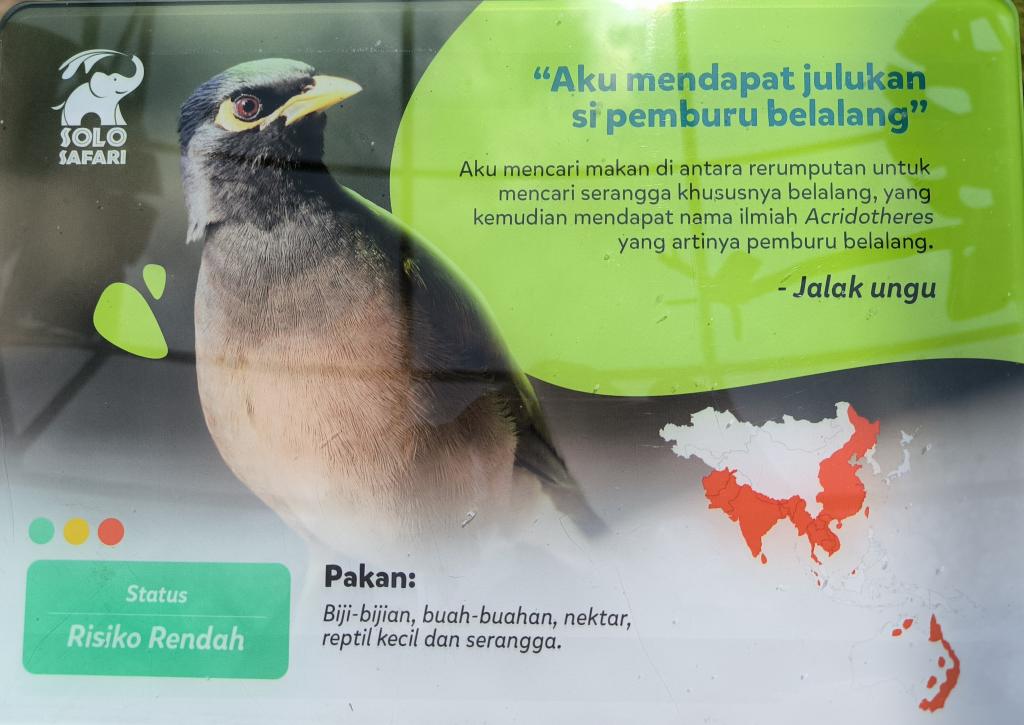 SOLO
SAFARI
“Aku mendapat julukan
si pemburu belalang”
Aku mencari makan di antara rerumputan untuk
mencari serangga khususnya belalang, yang
kemudian mendapat nama ilmiah Acridotheres
yang artinya pemburu belalang.
- Jalak ungu
Status
Risiko Rendah
Pakan:
Biji-bijian, buah-buahan, nektar,
reptil kecil dan serangga.